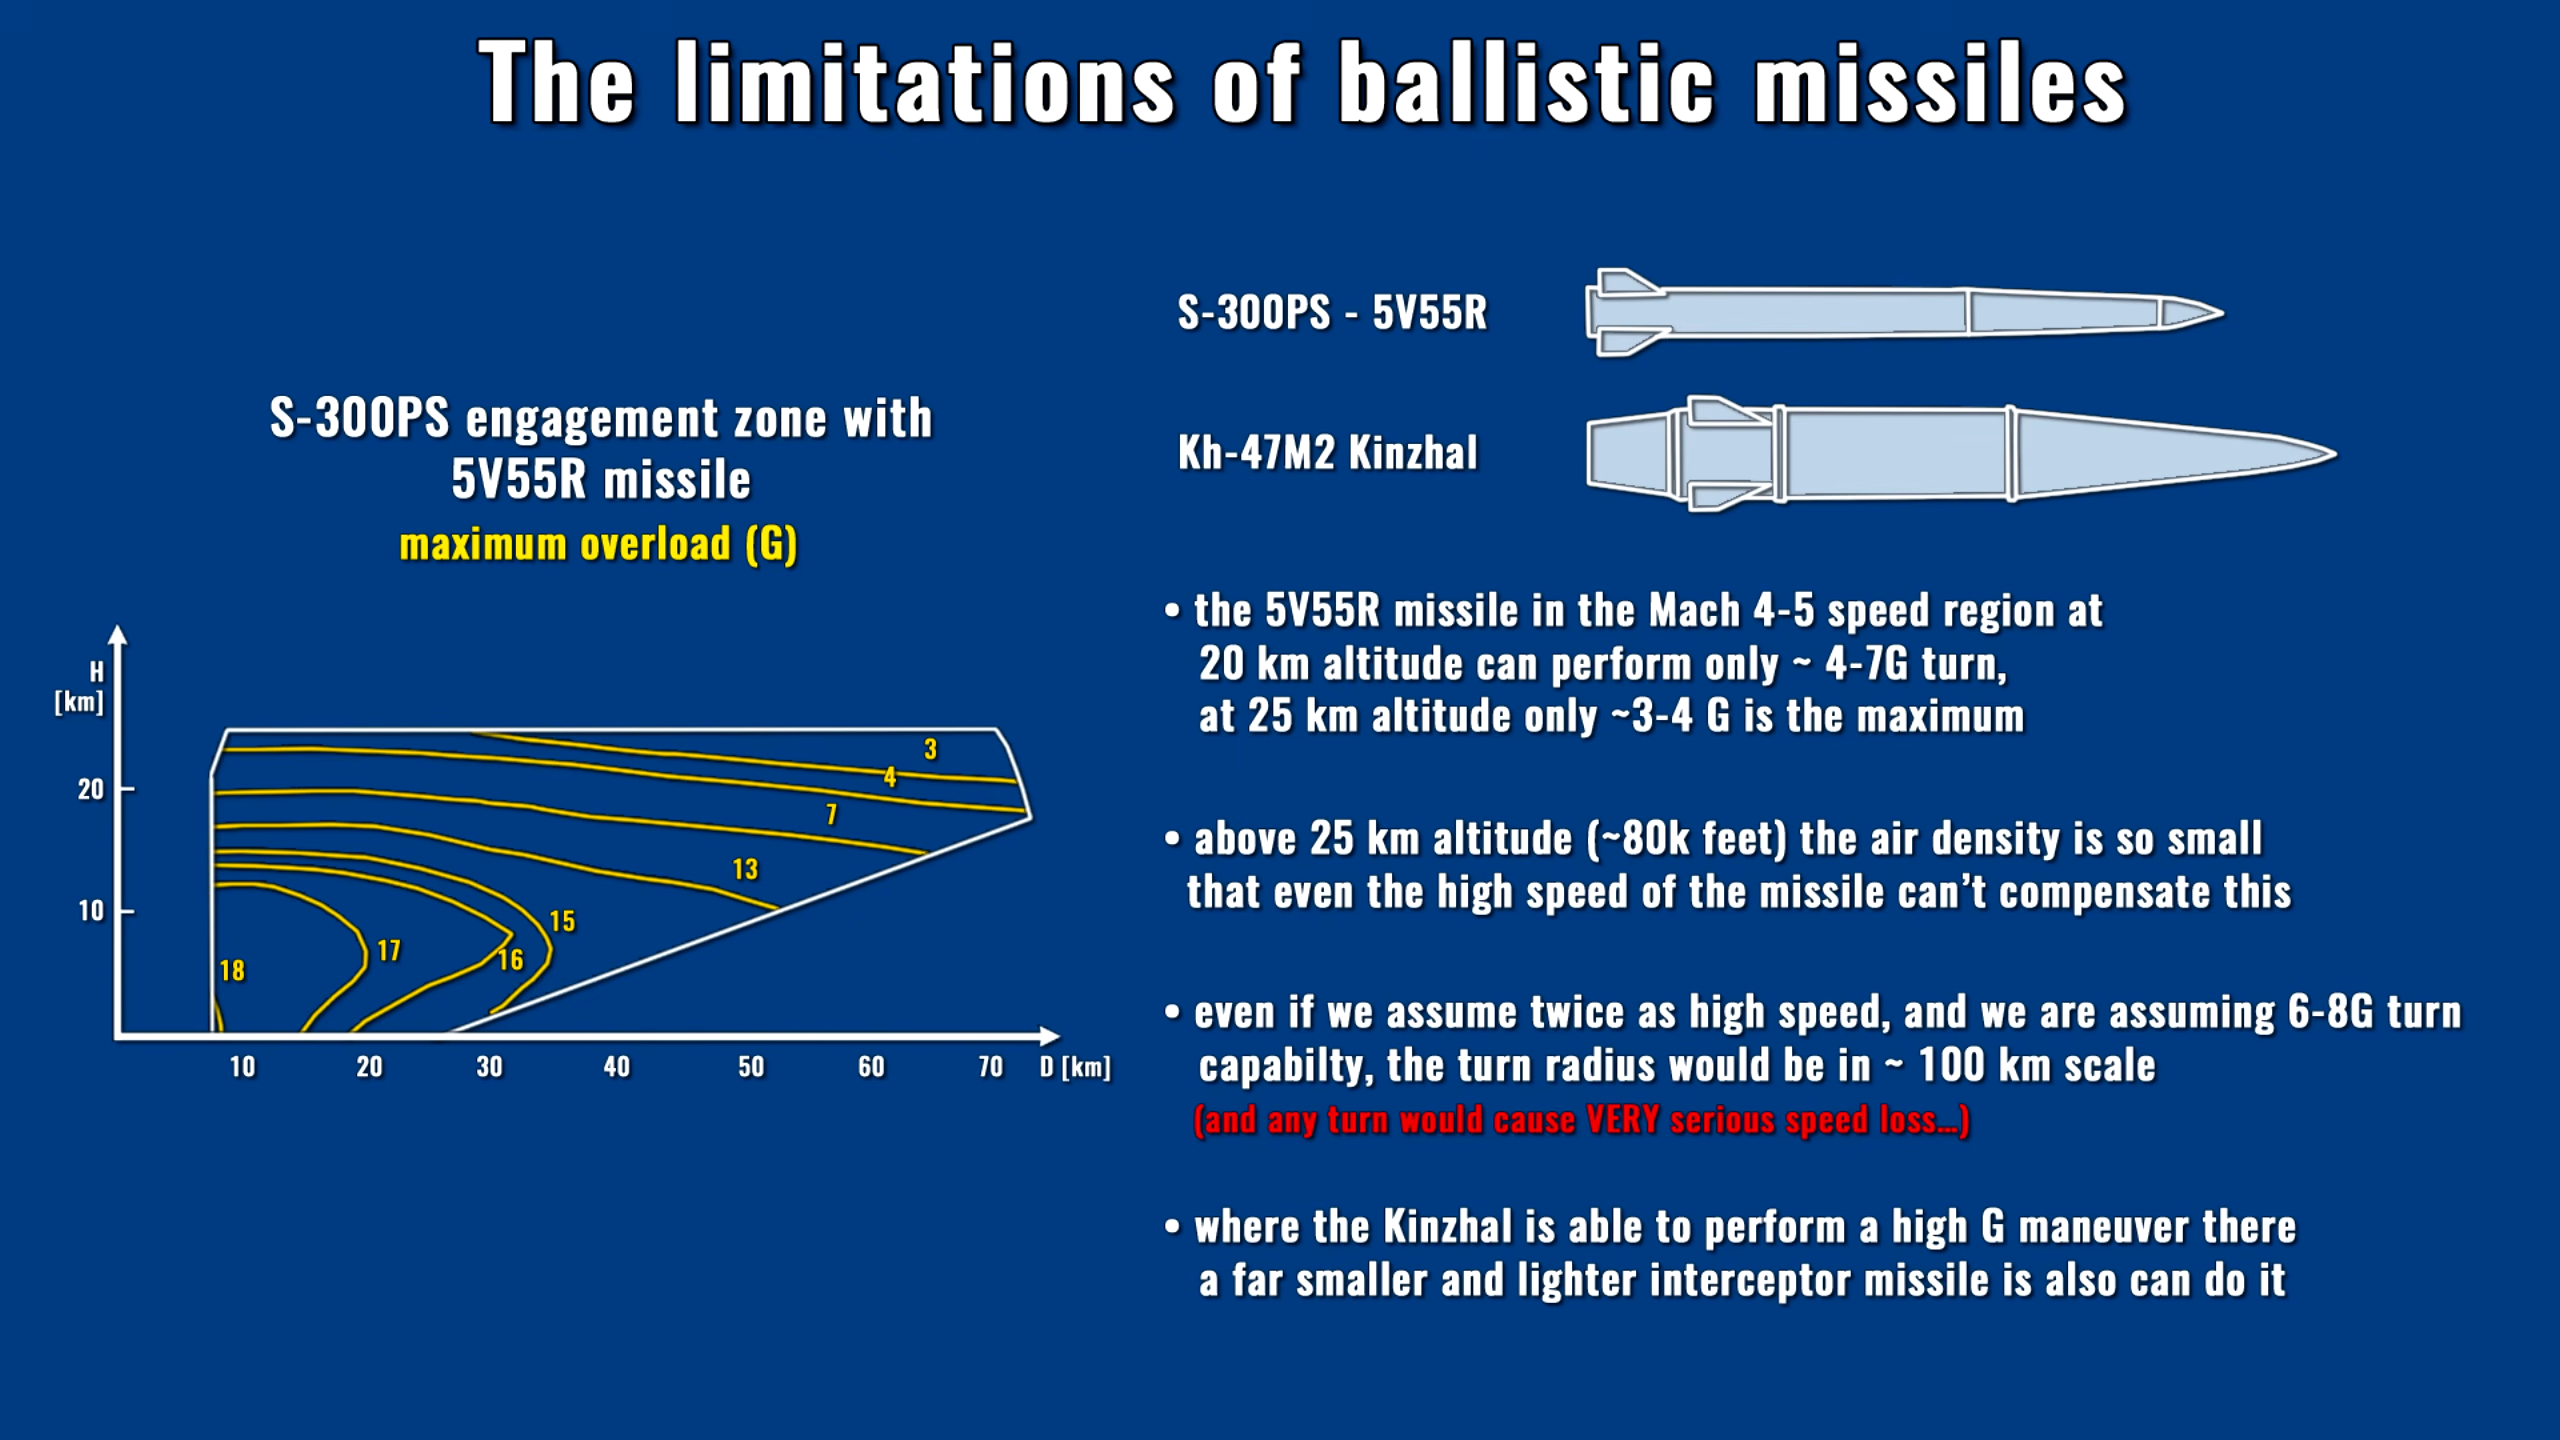 The limitations of ballistic missiles
S-300PS engagement zone with
5V55R missile
maximum overload (G)
H
[km]
20
10
3
4
7
13
15
16
17
18
10 20 30 40 50 60 70 D [km]
S-300PS - 5V55R
Kh-47M2 Kinzhal
• the 5V55R missile in the Mach 4-5 speed region at
20 km altitude can perform only ~ 4-7G turn,
at 25 km altitude only ~3-4 G is the maximum
• above 25 km altitude (~80k feet) the air density is so small
that even the high speed of the missile can't compensate this
• even if we assume twice as high speed, and we are assuming 6-8G turn
capabilty, the turn radius would be in ~ 100 km scale
(and any turn would cause VERY serious speed loss...)
• where the Kinzhal is able to perform a high G maneuver there
a far smaller and lighter interceptor missile is also can do it